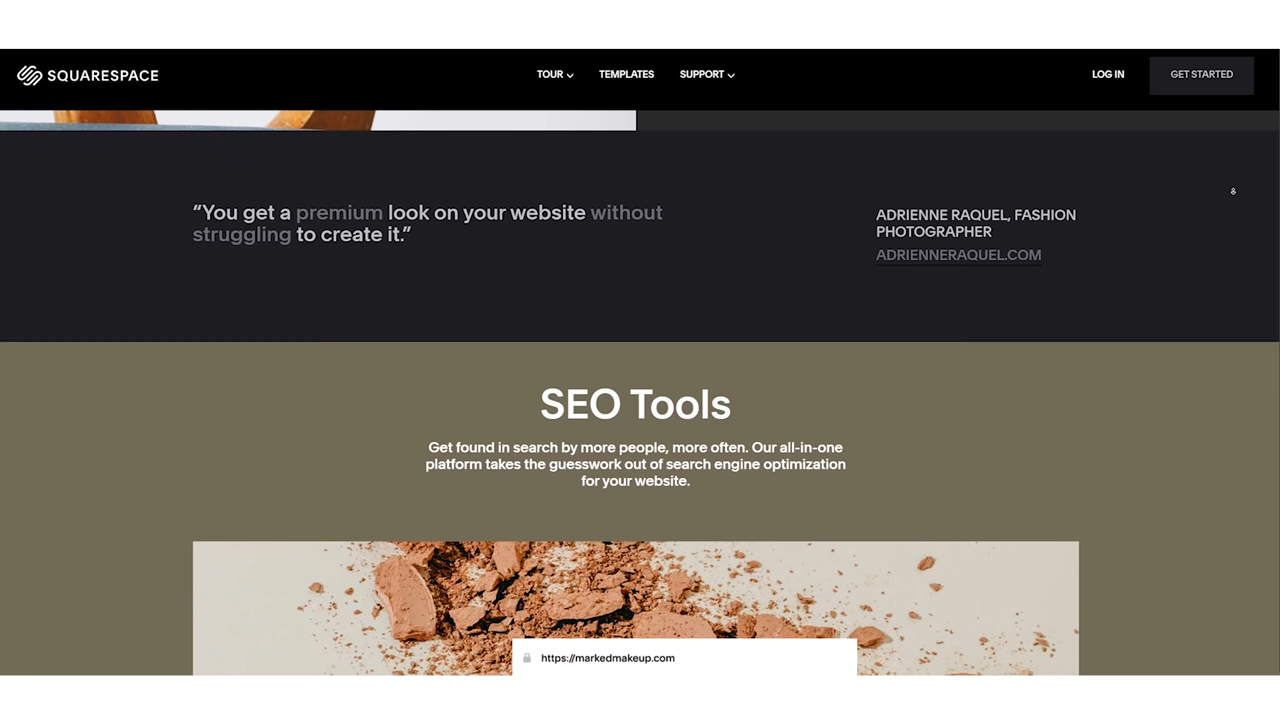 SQUARESPACE
TOUR
TEMPLATES
SUPPORT
LOG IN
GET STARTED
“You get a premium look on your website without
struggling to create it.”
ADRIENNE RAQUEL, FASHION
PHOTOGRAPHER
ADRIENNERAQUEL.COM
SEO Tools
Get found in search by more people, more often. Our all-in-one
platform takes the guesswork out of search engine optimization
for your website.
https://markedmakeup.com